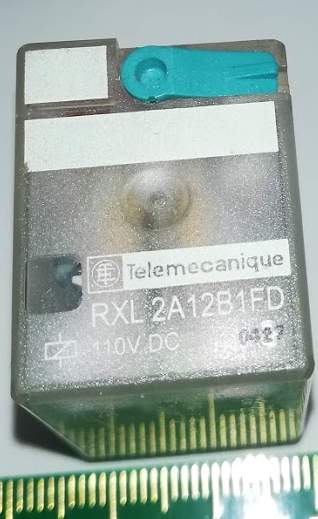 Telemecanique
RXL 2A12B1FD
110V.DC 0427